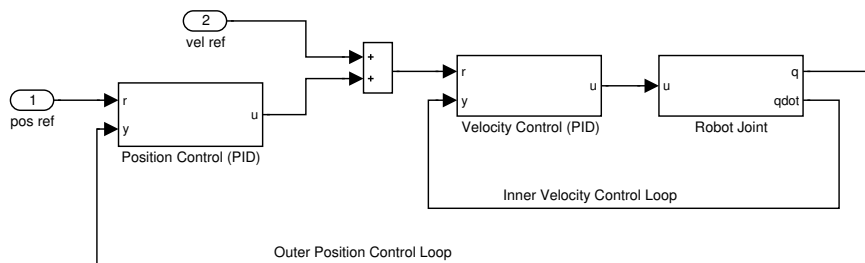 2
vel ref
+
+
1
pos ref
r
y
u
Position Control (PID)
r
y
u
Velocity Control (PID)
u
q
qdot
Robot Joint
Inner Velocity Control Loop
Outer Position Control Loop